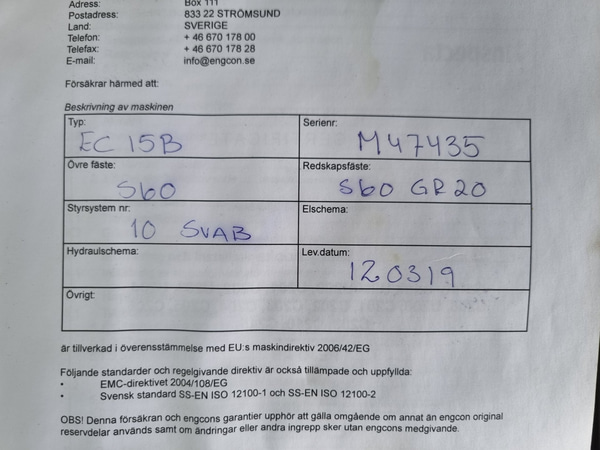 Adress: Box 111
Postadress: 833 22 STRÖMSUND
Land: SVERIGE
Telefon: + 46 670 178 00
Telefax: + 46 670 178 28
E-mail: info@engcon.se
Försäkrar härmed att:
Beskrivning av maskinen
Typ: Serienr:
EC 15B M47435
Övre fäste: Redskapsfäste:
S60 S60 GR20
Styrsystem nr: Elschema:
10 SVAB
Hydraulschema: Lev.datum:
120319
Övrigt:
är tillverkad i överensstämmelse med EU:s maskindirektiv 2006/42/EG
Följande standarder och regelgivande direktiv är också tillämpade och uppfyllda:
• EMC-direktivet 2004/108/EG
• Svensk standard SS-EN ISO 12100-1 och SS-EN ISO 12100-2
OBS! Denna försäkran och engcons garantier upphör att gälla omgående om annat än engcon original
reservdelar används samt om ändringar eller andra ingrepp sker utan engcons medgivande.